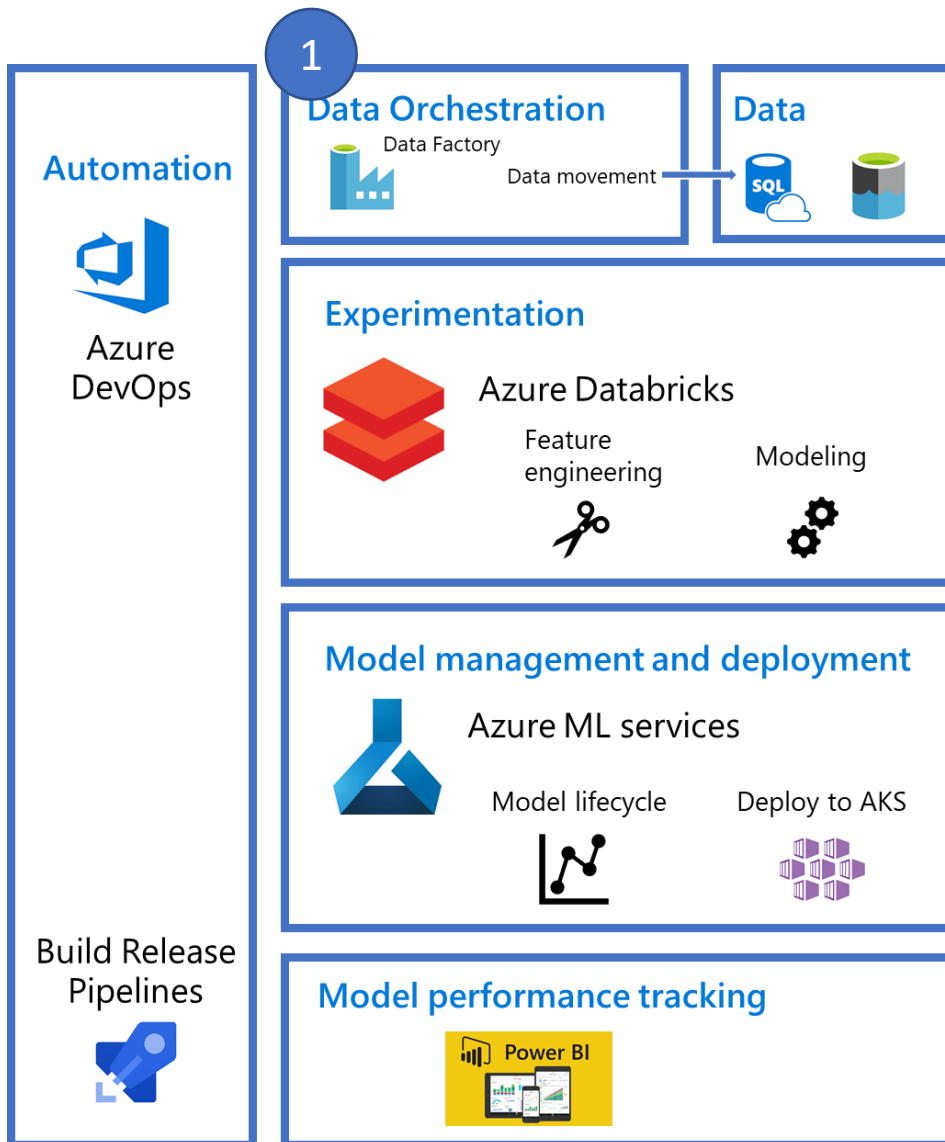 1
Automation
Azure
DevOps
Build Release
Pipelines
Data Orchestration
Data Factory
Data movement
Data
SQL
Experimentation
Azure Databricks
Feature
engineering
Modeling
Model management and deployment
Azure ML services
Model lifecycle
Deploy to AKS
Model performance tracking
Power BI